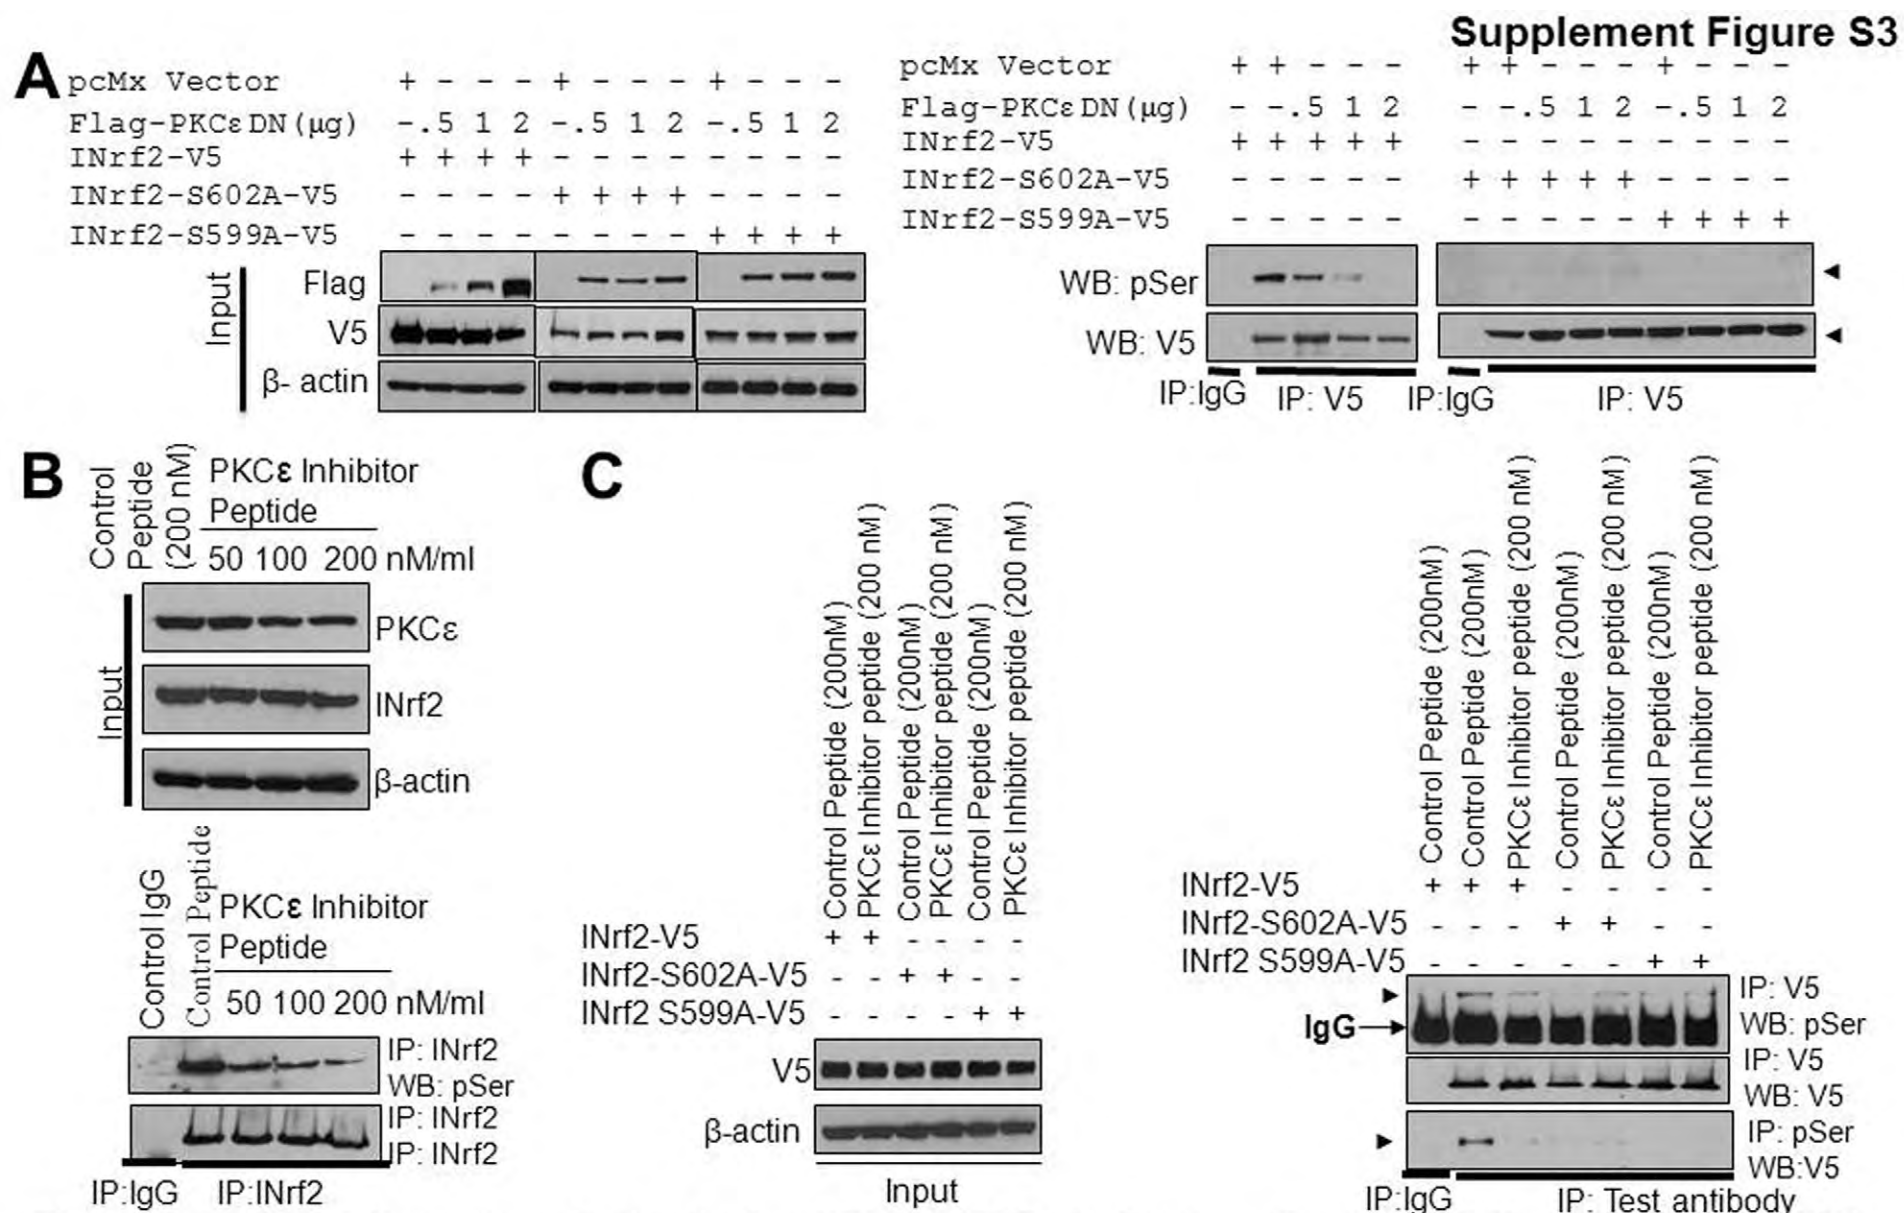 Supplement Figure S3
A
pcMx Vector + - - - + - - - + - - -
Flag-PKCεDN(µg) -.5 1 2 -.5 1 2 -.5 1 2
INrf2-V5 + + + + - - - - - - - -
INrf2-S602A-V5 - - - - + + + + - - - -
INrf2-S599A-V5 - - - - - - - - + + + +
Input
Flag
V5
β- actin
pcMx Vector + + - - - + + - - - + - - -
Flag-PKCεDN(µg) - - .5 1 2 - - .5 1 2 -.5 1 2
INrf2-V5 + + + + + - - - - - - - - -
INrf2-S602A-V5 - - - - - + + + + + - - - -
INrf2-S599A-V5 - - - - - - - - - - + + + +
WB: pSer
WB: V5
IP:IgG IP: V5 IP:IgG IP: V5
B
Control
Peptide
(200 nM)
PKCε Inhibitor
Peptide
50 100 200 nM/ml
Input
PKCε
INrf2
β-actin
Control IgG
Control Peptide
PKCε Inhibitor
Peptide
50 100 200 nM/ml
IP: INrf2
WB: pSer
IP: INrf2
IP: INrf2
IP:IgG IP:INrf2
C
Control Peptide (200nM)
PKCε Inhibitor peptide (200 nM)
Control Peptide (200nM)
PKCε Inhibitor peptide (200 nM)
Control Peptide (200nM)
PKCε Inhibitor peptide (200 nM)
INrf2-V5 + + - - - -
INrf2-S602A-V5 - - + + - -
INrf2 S599A-V5 - - - - + +
V5
β-actin
Input
Control Peptide (200nM)
Control Peptide (200nM)
PKCε Inhibitor peptide (200 nM)
Control Peptide (200nM)
PKCε Inhibitor peptide (200 nM)
Control Peptide (200nM)
PKCε Inhibitor peptide (200 nM)
INrf2-V5 + + + - - - -
INrf2-S602A-V5 - - - + + - -
INrf2 S599A-V5 - - - - - + +
IgG
IP: V5
WB: pSer
IP: V5
WB: V5
IP: pSer
WB:V5
IP:IgG IP: Test antibody